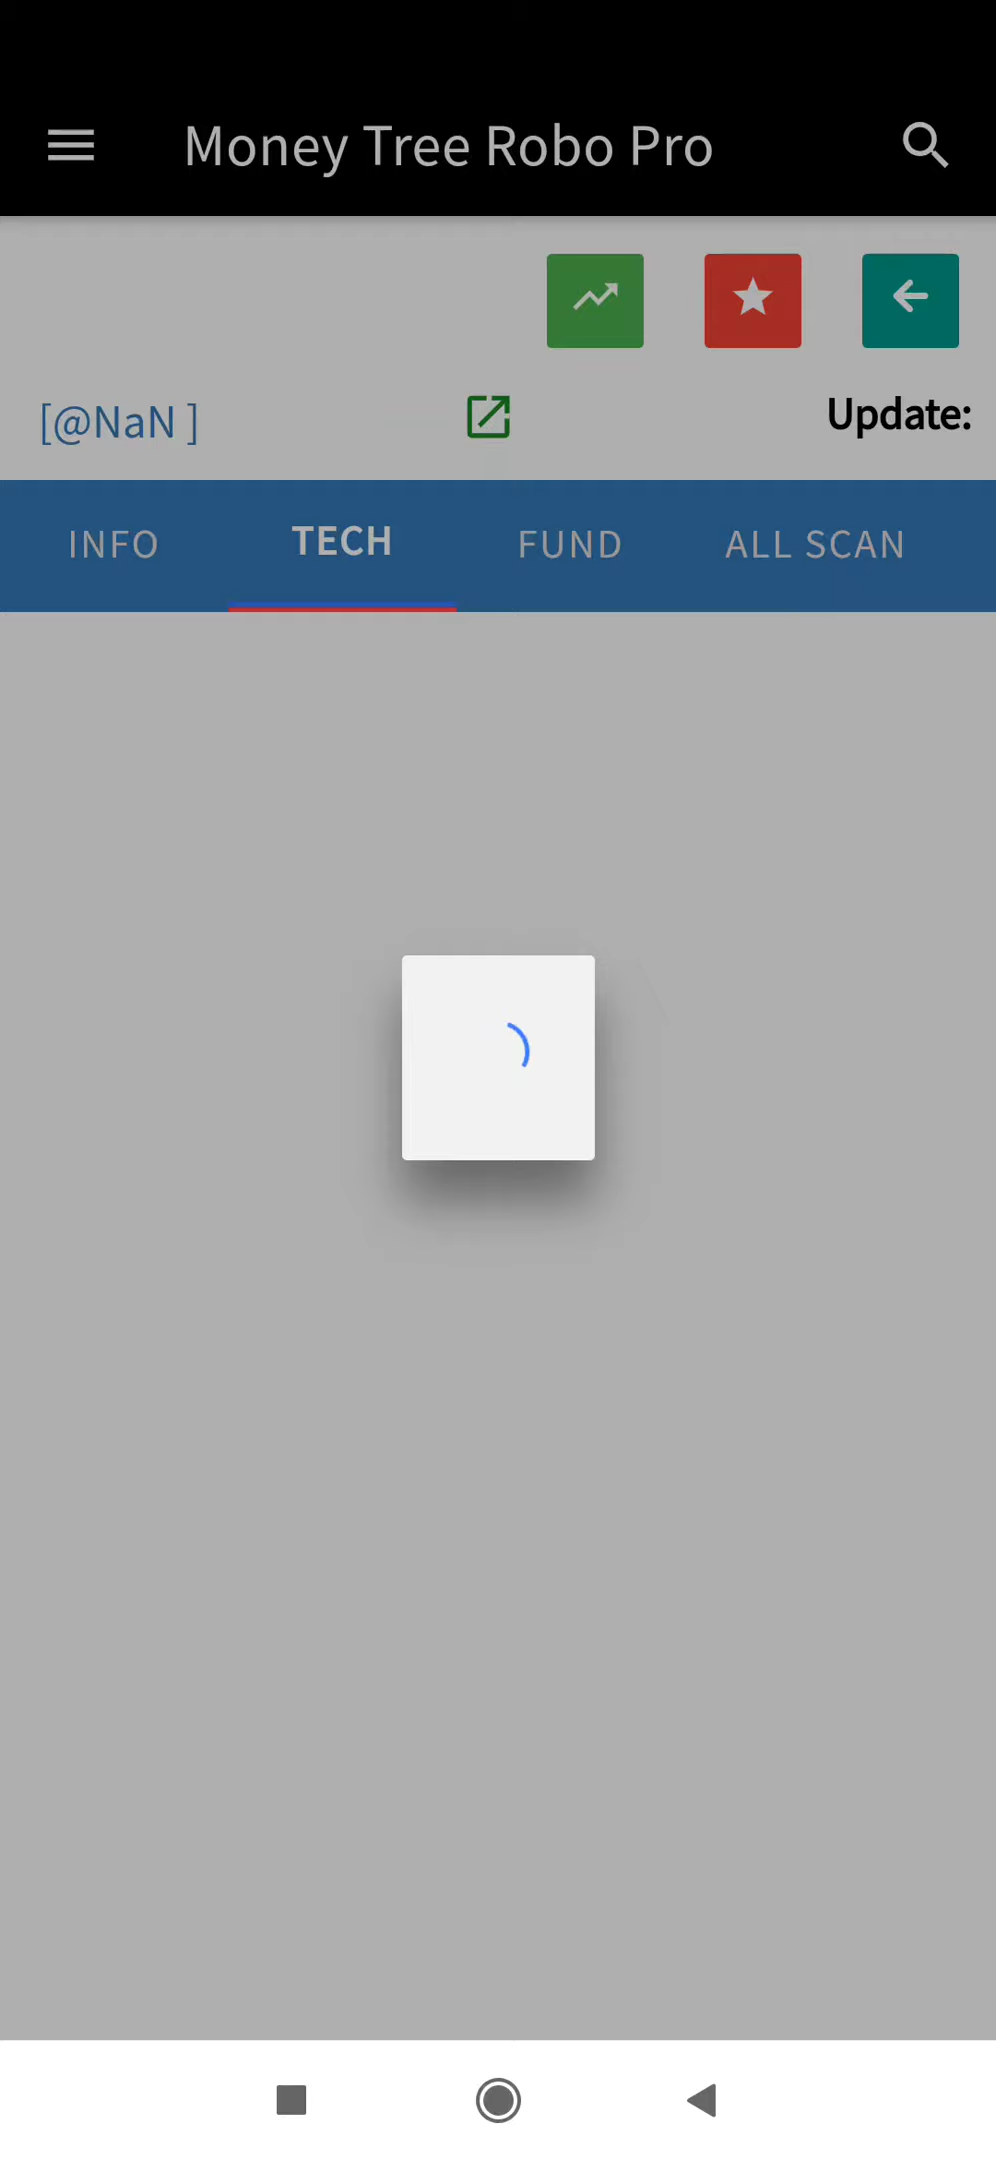 Money Tree Robo Pro
[@NaN ]
Update:
INFO
TECH
FUND
ALL SCAN